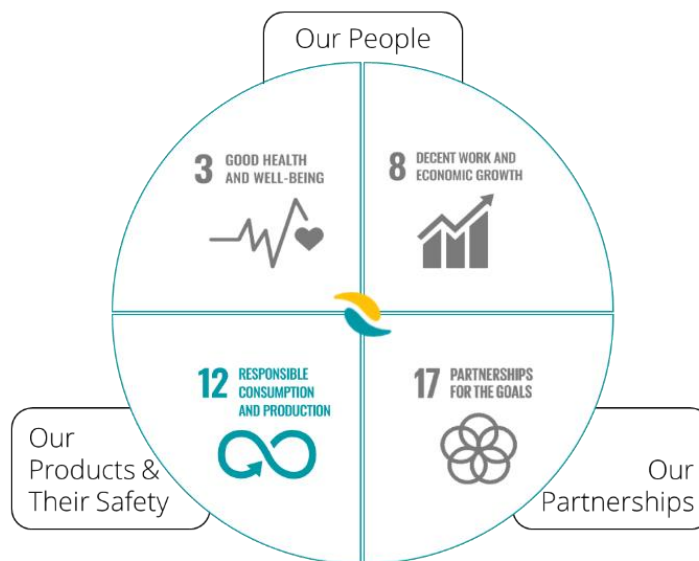 Our People
3 GOOD HEALTH
AND WELL-BEING
8 DECENT WORK AND
ECONOMIC GROWTH
12 RESPONSIBLE
CONSUMPTION
AND PRODUCTION
17 PARTNERSHIPS
FOR THE GOALS
Our
Products &
Their Safety
Our
Partnerships